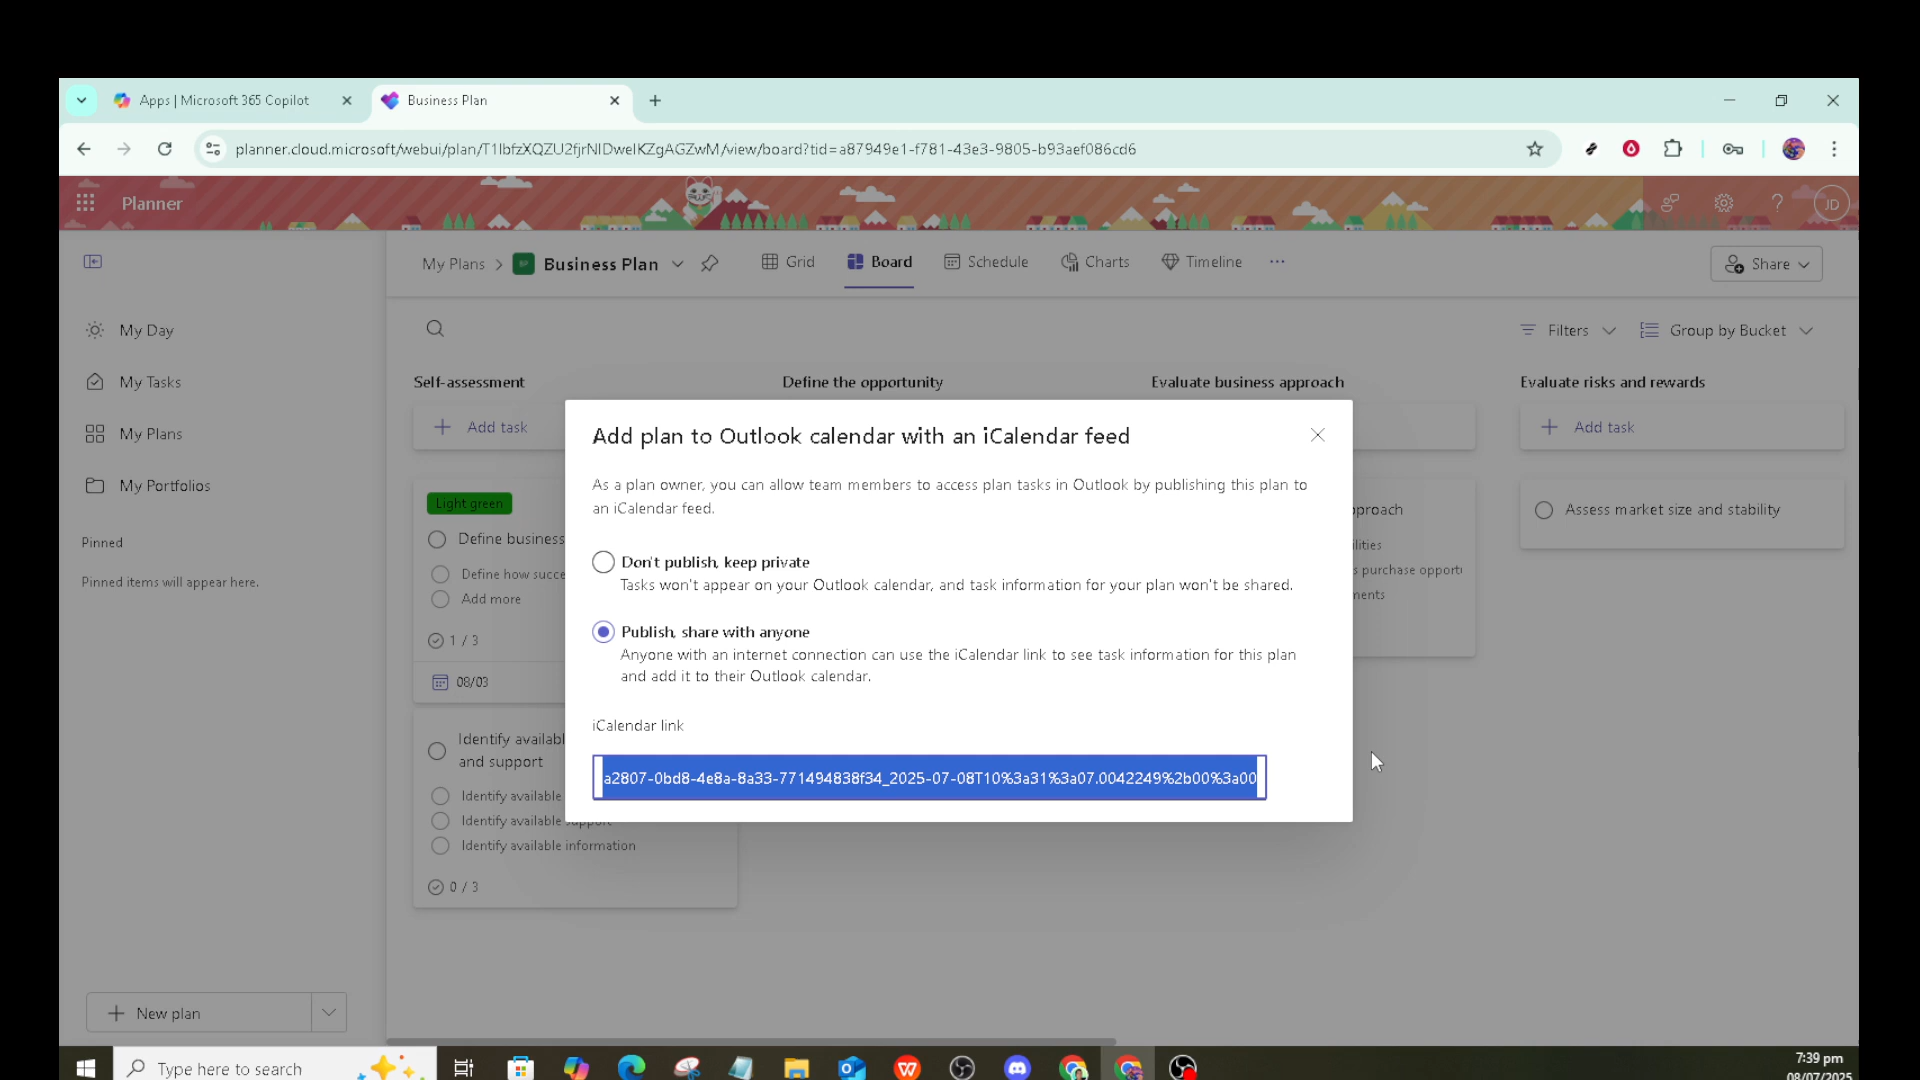 Apps | Microsoft 365 Copilot
Business Plan
planner.cloud.microsoft/webui/plan/T1IbfzXQZU2fjrNIDwelKZgAGZwM/view/board?tid=a87949e1-f781-43e3-9805-b93aef086cd6
Planner
JD
My Plans
Business Plan
Grid
Board
Schedule
Charts
Timeline
Share
My Day
My Tasks
My Plans
My Portfolios
Pinned
Pinned items will appear here.
New plan
Filters
Group by Bucket
Self-assessment
Define the opportunity
Evaluate business approach
Evaluate risks and rewards
Add task
Add task
Light green
Define business
Define how succe
Add more
1 / 3
08/03
Identify availabl
and support
Identify available
Identify available
Identify available information
0 / 3
Assess market size and stability
s purchase opportu
Add plan to Outlook calendar with an iCalendar feed
As a plan owner, you can allow team members to access plan tasks in Outlook by publishing this plan to
an iCalendar feed.
Don't publish, keep private
Tasks won't appear on your Outlook calendar, and task information for your plan won't be shared.
Publish, share with anyone
Anyone with an internet connection can use the iCalendar link to see task information for this plan
and add it to their Outlook calendar.
iCalendar link
a2807-0bd8-4e8a-8a33-771494838f34_2025-07-08T10%3a31%3a07.0042249%2b00%3a00
Type here to search
7:39 pm
08/07/2025